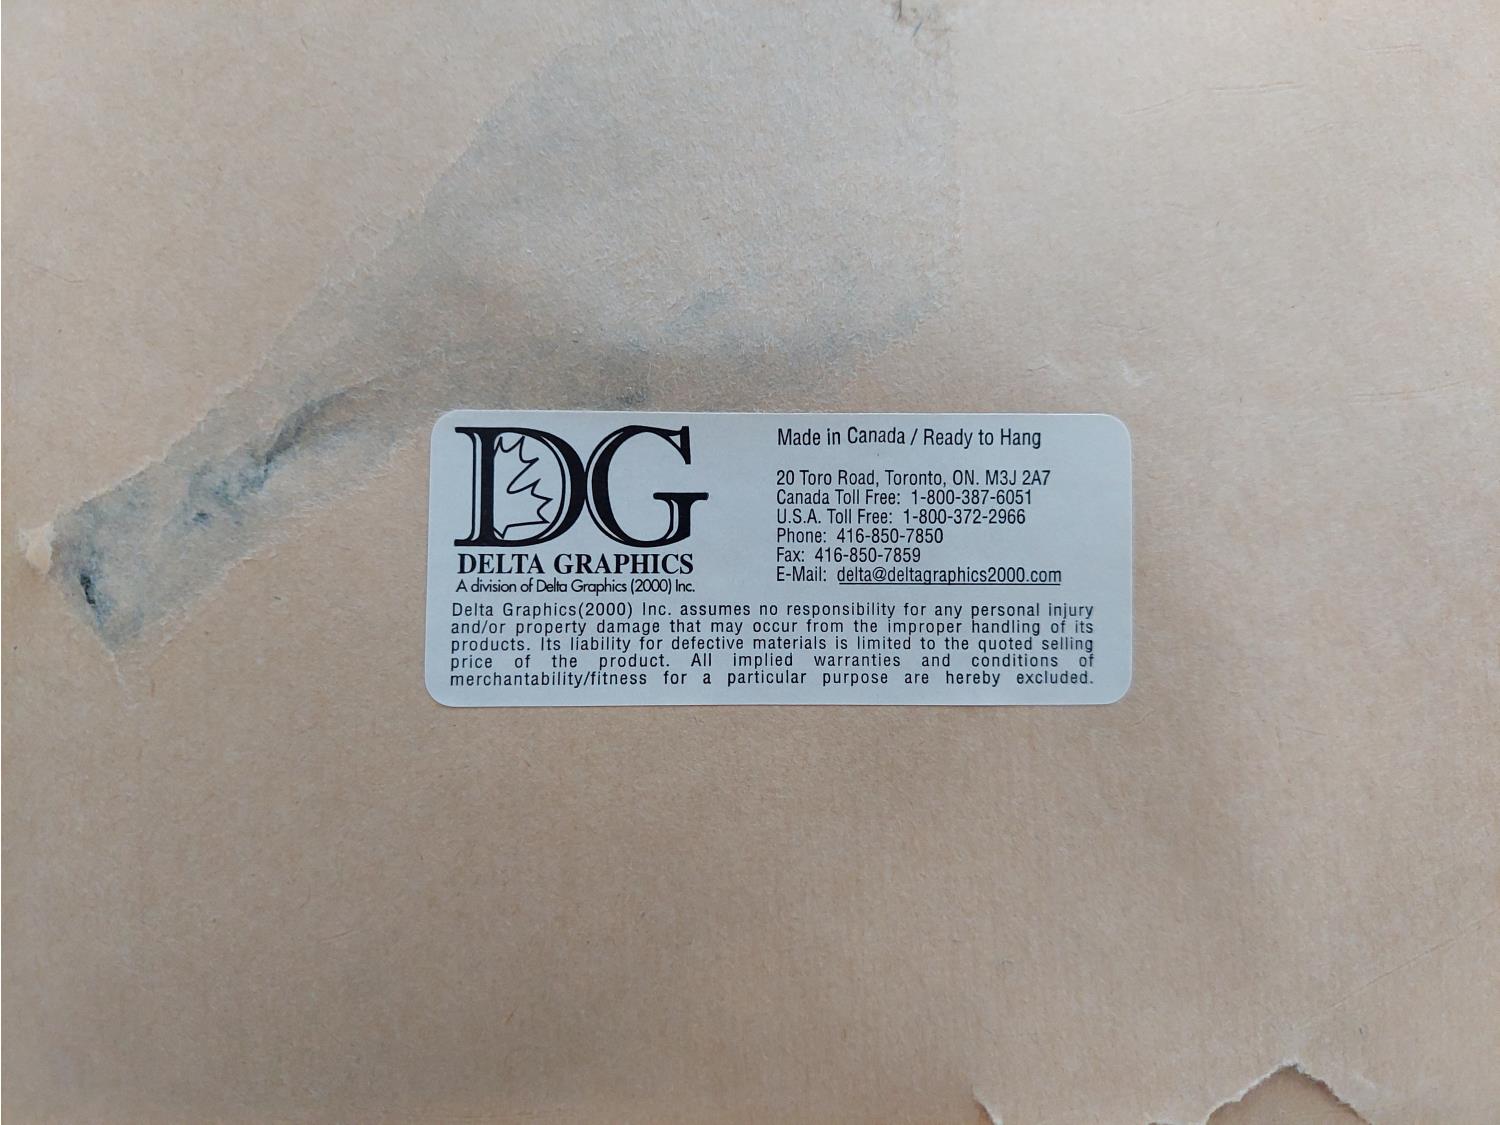 DG
DELTA GRAPHICS
A division of Delta Graphics (2000) Inc.
Made in Canada / Ready to Hang
20 Toro Road, Toronto, ON. M3J 2A7
Canada Toll Free: 1-800-387-6051
U.S.A. Toll Free: 1-800-372-2966
Phone: 416-850-7850
Fax: 416-850-7859
E-Mail: delta@deltagraphics2000.com
Delta Graphics(2000) Inc. assumes no responsibility for any personal injury
and/or property damage that may occur from the improper handling of its
products. Its liability for defective materials is limited to the quoted selling
price of the product. All implied warranties and conditions of
merchantability/fitness for a particular purpose are hereby excluded.